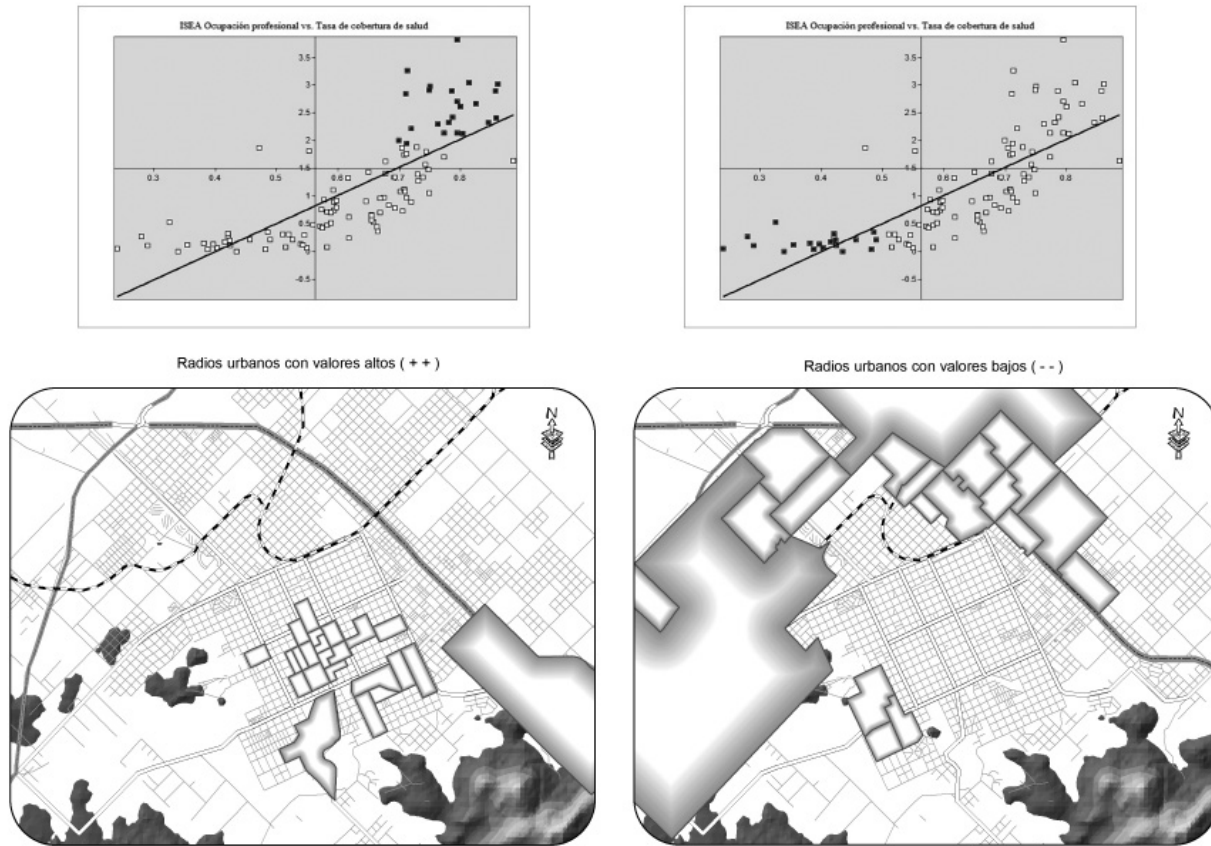 ISEA Ocupación profesional vs. Tasa de cobertura de salud
3.5
3
2.5
2
1.5
0.3 0.4 0.5 0.6 0.7 0.8
1
0.5
0
-0.5
ISEA Ocupación profesional vs. Tasa de cobertura de salud
3.5
3
2.5
2
1.5
0.3 0.4 0.5 0.6 0.7 0.8
1
0.5
0
-0.5
Radios urbanos con valores altos ( + + )
Radios urbanos con valores bajos ( - - )
N
N